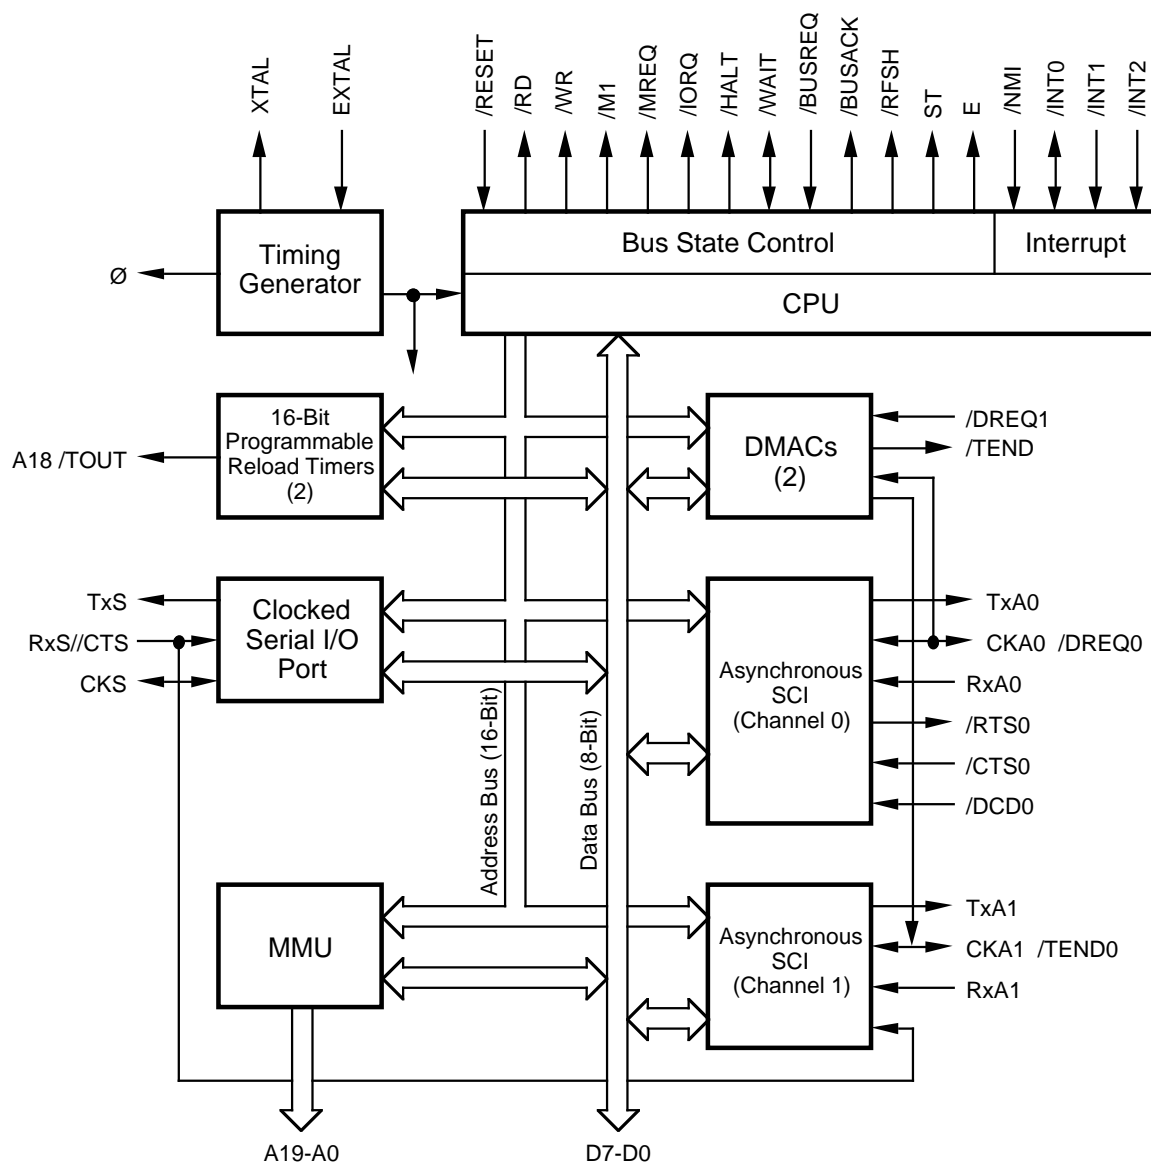 XTAL
EXTAL
/RESET
/RD
/WR
/M1
/MREQ
/IORQ
/HALT
/WAIT
/BUSREQ
/BUSACK
/RFSH
ST
E
/NMI
/INT0
/INT1
/INT2
Ø
Timing
Generator
Bus State Control
Interrupt
CPU
A18 /TOUT
16-Bit
Programmable
Reload Timers
(2)
DMACs
(2)
/DREQ1
/TEND
TxS
RxS//CTS
CKS
Clocked
Serial I/O
Port
Address Bus (16-Bit)
Data Bus (8-Bit)
Asynchronous
SCI
(Channel 0)
TxA0
CKA0 /DREQ0
RxA0
/RTS0
/CTS0
/DCD0
MMU
Asynchronous
SCI
(Channel 1)
TxA1
CKA1 /TEND0
RxA1
A19-A0
D7-D0